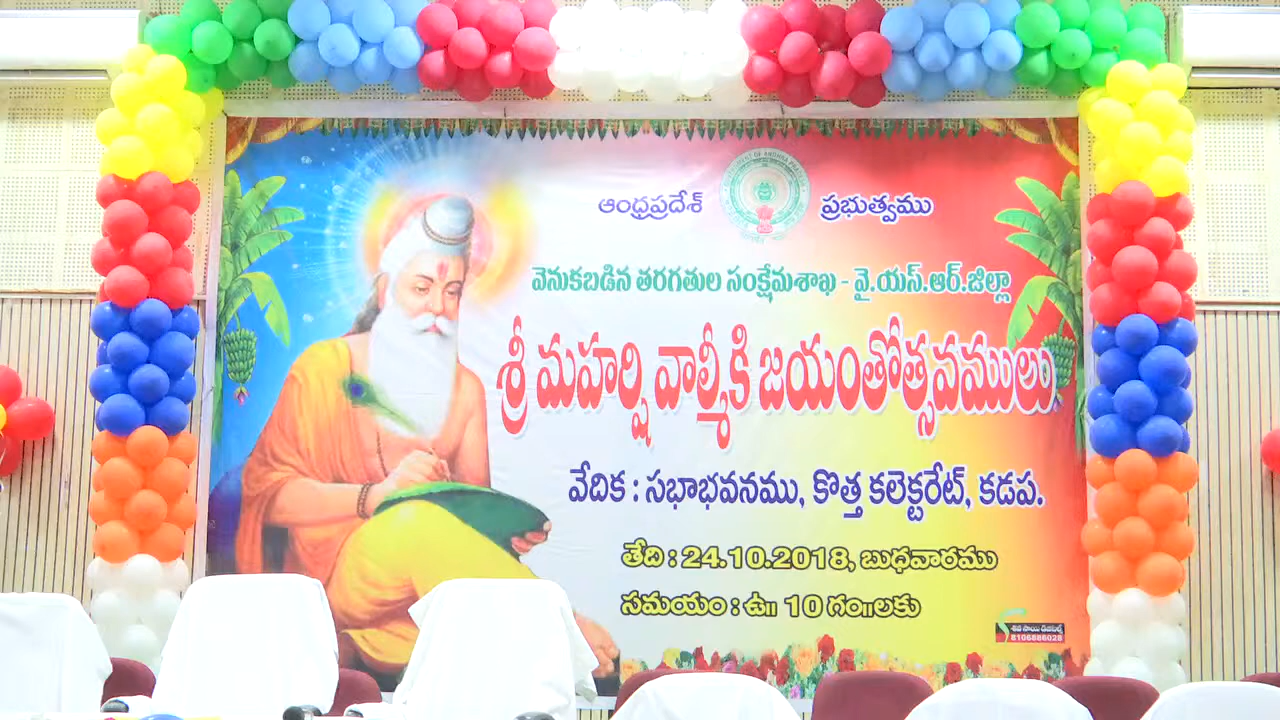 ఆంధ్రప్రదేశ్ ప్రభుత్వము
వెనుకబడిన తరగతుల సంక్షేమశాఖ - వై.యస్.ఆర్.జిల్లా
శ్రీ మహర్షి వాల్మీకి జయంతోత్సవములు
వేదిక : సభాభవనము, కొత్త కలెక్టరేట్, కడప.
తేది : 24.10.2018, బుధవారము
సమయం : ఉ॥ 10 గం॥లకు
8106886028